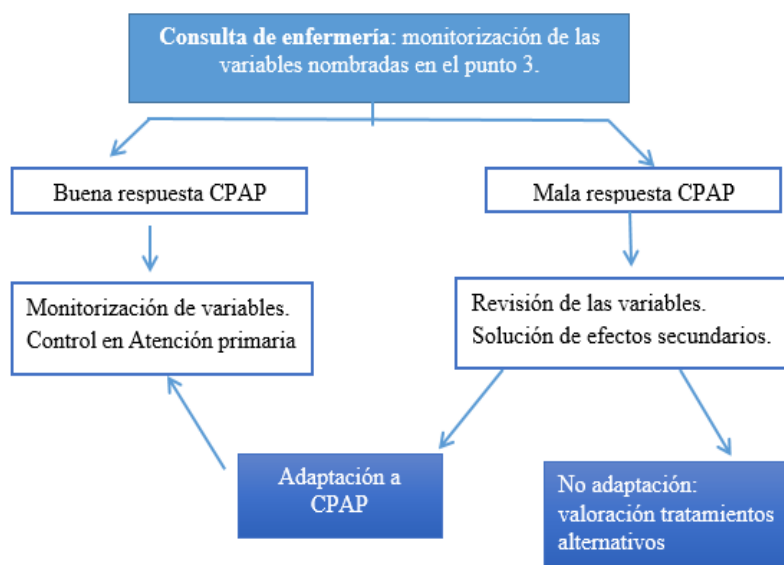 Consulta de enfermería: monitorización de las
variables nombradas en el punto 3.
Buena respuesta CPAP
Mala respuesta CPAP
Monitorización de variables.
Control en Atención primaria
Revisión de las variables.
Solución de efectos secundarios.
Adaptación a
CPAP
No adaptación:
valoración tratamientos
alternativos